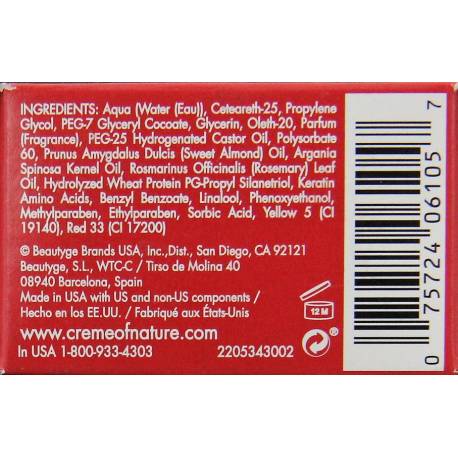 INGREDIENTS: Aqua (Water (Eau)), Ceteareth-25, Propylene
Glycol, PEG-7 Glyceryl Cocoate, Glycerin, Oleth-20, Parfum
(Fragrance), PEG-25 Hydrogenated Castor Oil, Polysorbate
60, Prunus Amygdalus Dulcis (Sweet Almond) Oil, Argania
Spinosa Kernel Oil, Rosmarinus Officinalis (Rosemary) Leaf
Oil, Hydrolyzed Wheat Protein PG-Propyl Silanetriol, Keratin
Amino Acids, Benzyl Benzoate, Linalool, Phenoxyethanol,
Methylparaben, Ethylparaben, Sorbic Acid, Yellow 5 (CI
19140), Red 33 (CI 17200)
© Beautyge Brands USA, Inc.,Dist., San Diego, CA 92121
Beautyge, S.L., WTC-C / Tirso de Molina 40
08940 Barcelona, Spain
Made in USA with US and non-US components /
Hecho en los EE.UU. / Fabriqué aux États-Unis
www.cremeofnature.com
In USA 1-800-933-4303
2205343002
12 M
0 75724 06105 7